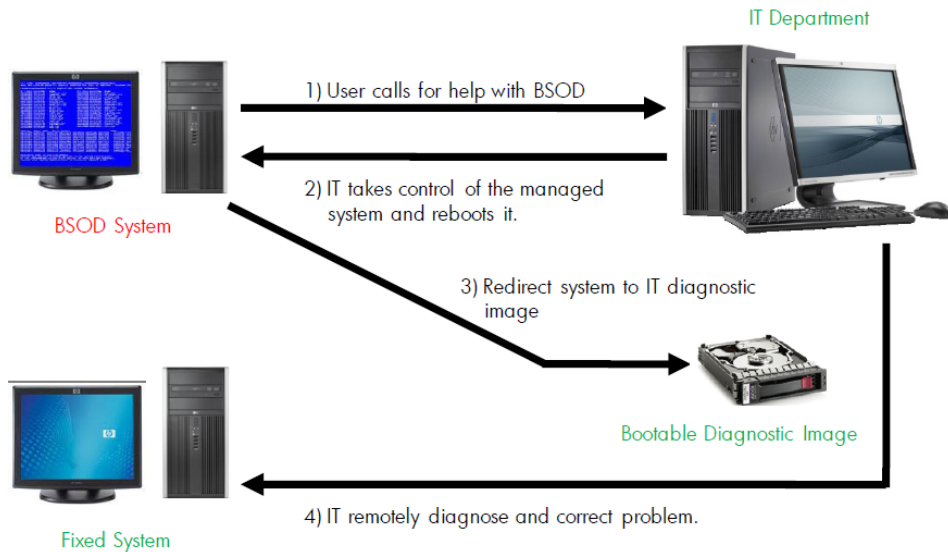 IT Department
1) User calls for help with BSOD
2) IT takes control of the managed
system and reboots it.
BSOD System
3) Redirect system to IT diagnostic
image
Bootable Diagnostic Image
4) IT remotely diagnose and correct problem.
Fixed System